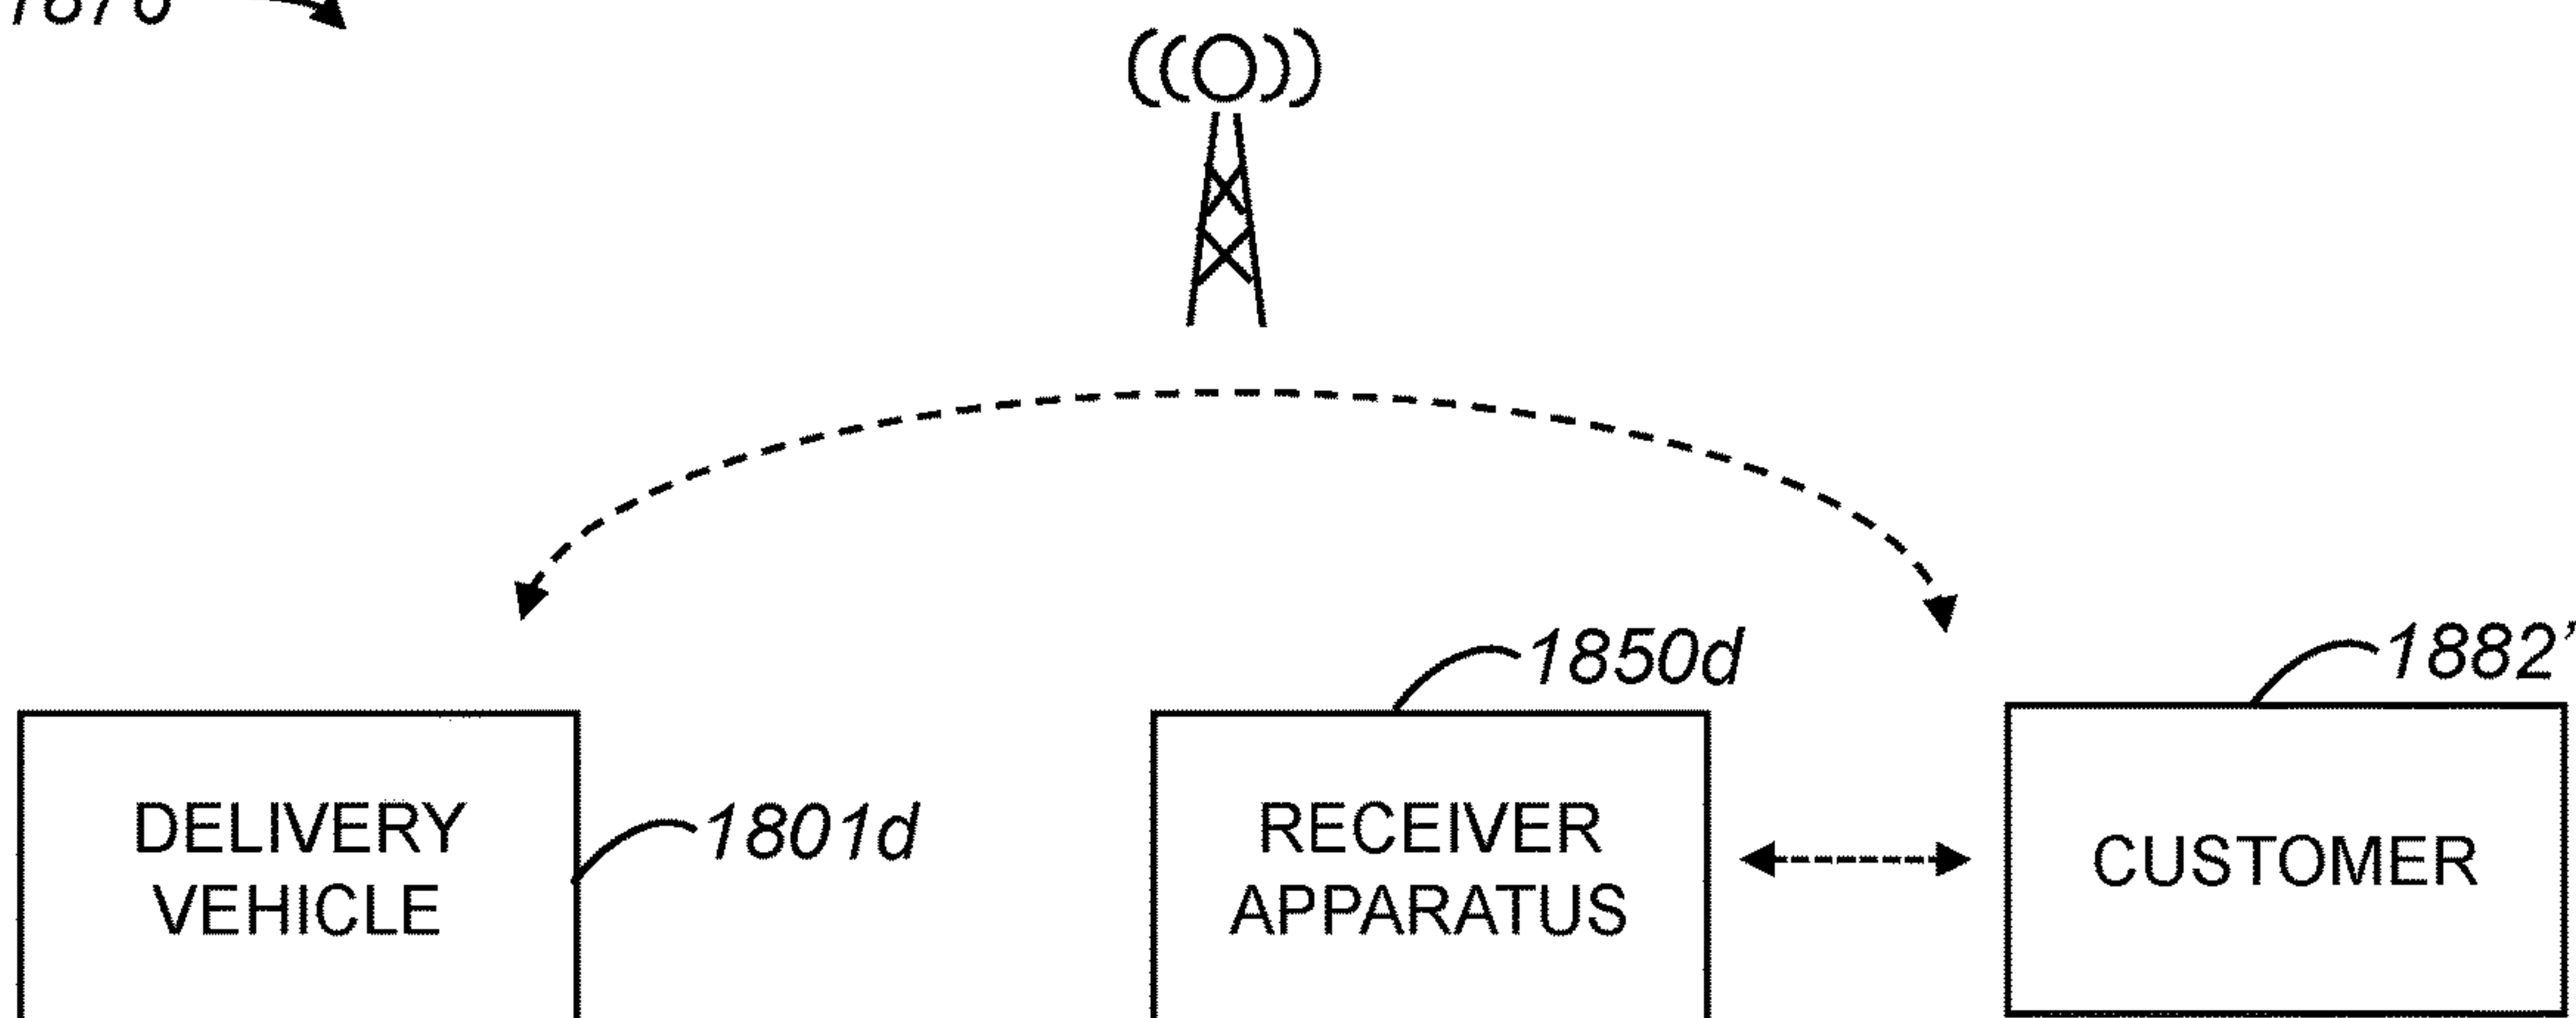 1850d
1882'
DELIVERY
VEHICLE
1801d
RECEIVER
APPARATUS
CUSTOMER